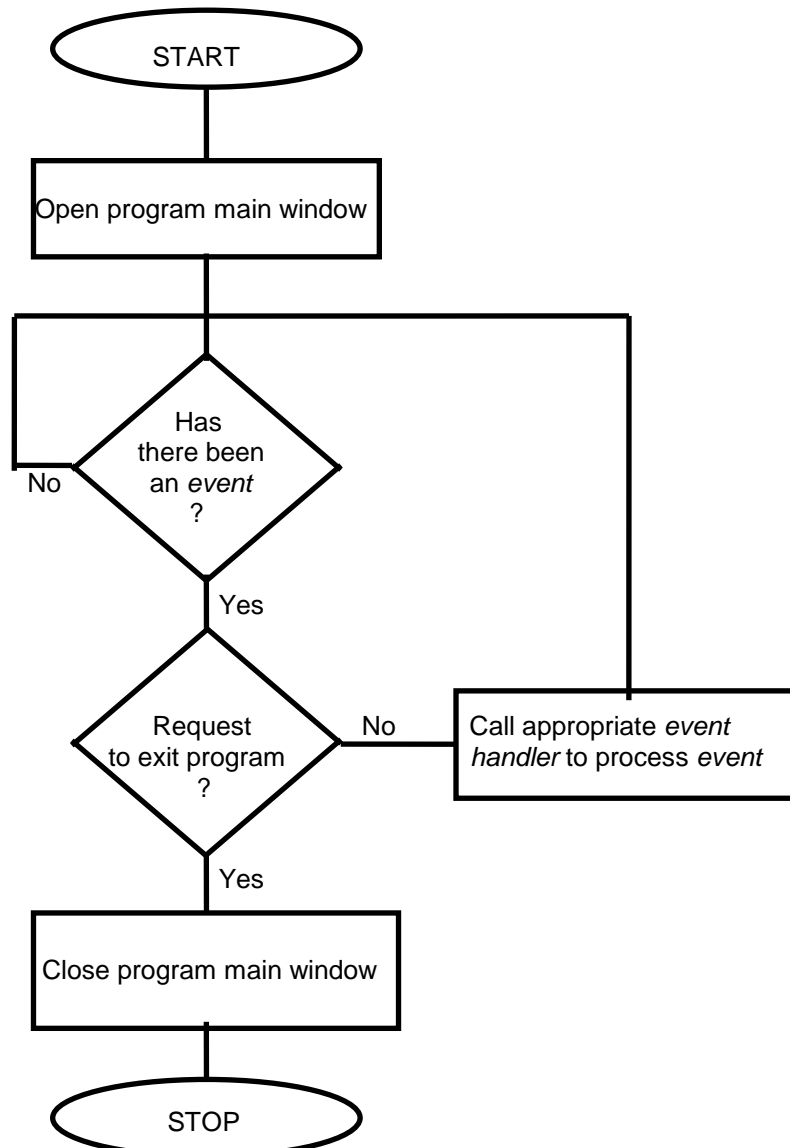 START
Open program main window
Has
there been
an event
?
No
Yes
Request
to exit program
?
No
Call appropriate event
handler to process event
Yes
Close program main window
STOP